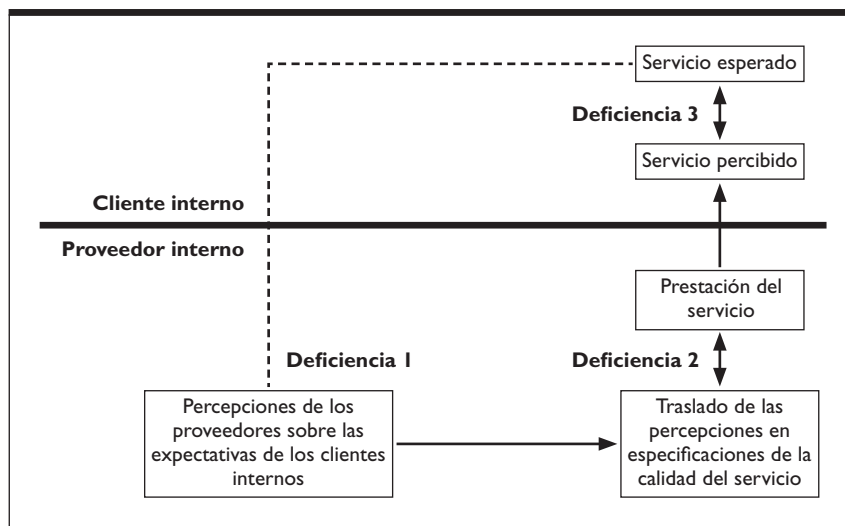 Servicio esperado
Deficiencia 3
Servicio percibido
Cliente interno
Proveedor interno
Prestación del
servicio
Deficiencia 1
Deficiencia 2
Percepciones de los
proveedores sobre las
expectativas de los clientes
internos
Traslado de las
percepciones en
especificaciones de la
calidad del servicio